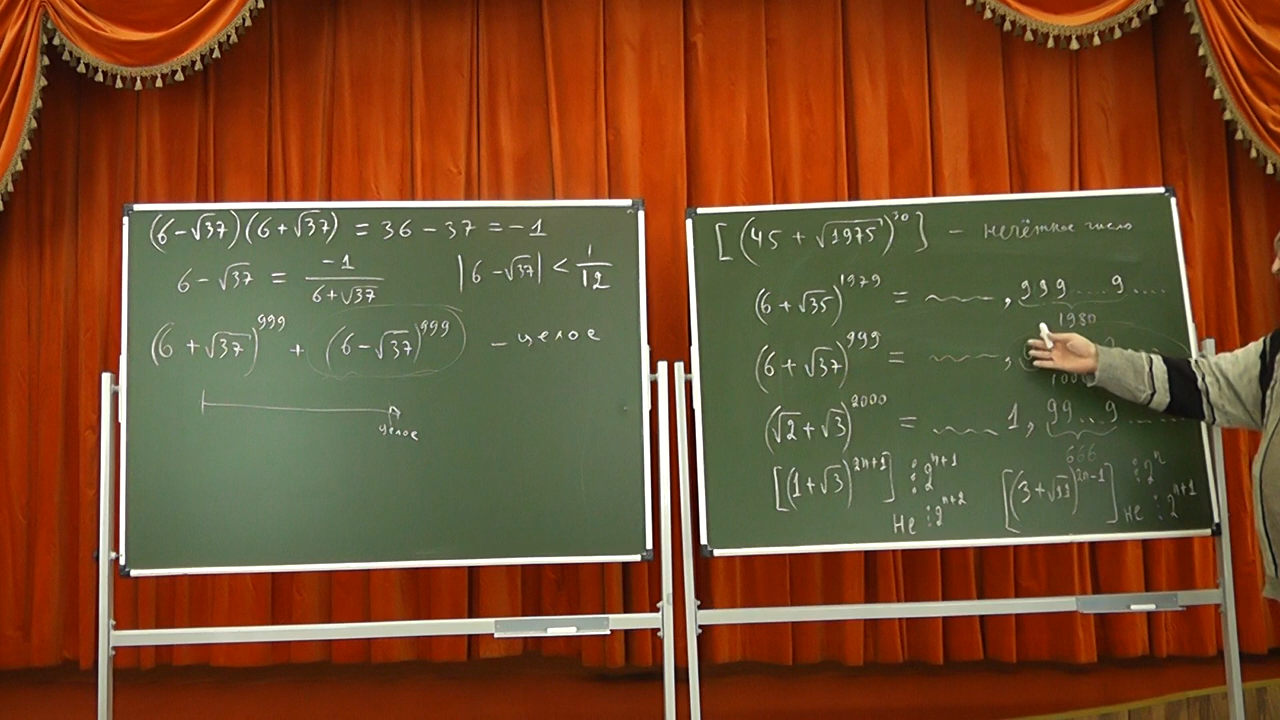 (6-√37)(6+√37) = 36-37 = -1
6-√37 = -1/(6+√37) |6-√37| < 1/12
(6+√37)^999 + (6-√37)^999 - целое
целое
[(45+√1975)^30] - нечётное число
(6+√35)^1979 = ~~~ ,999....9....
1980
(6+√37)^999 = ~~~ ,
(√2+√3)^2000 = ~~~ 1,99...9 ...
666
[(1+√3)^{2n+1}] ⋮ 2^{n+1} [(3+√11)^{2n-1}] ⋮ 2^n
не ⋮ 2^{n+2} не ⋮ 2^{n+1}